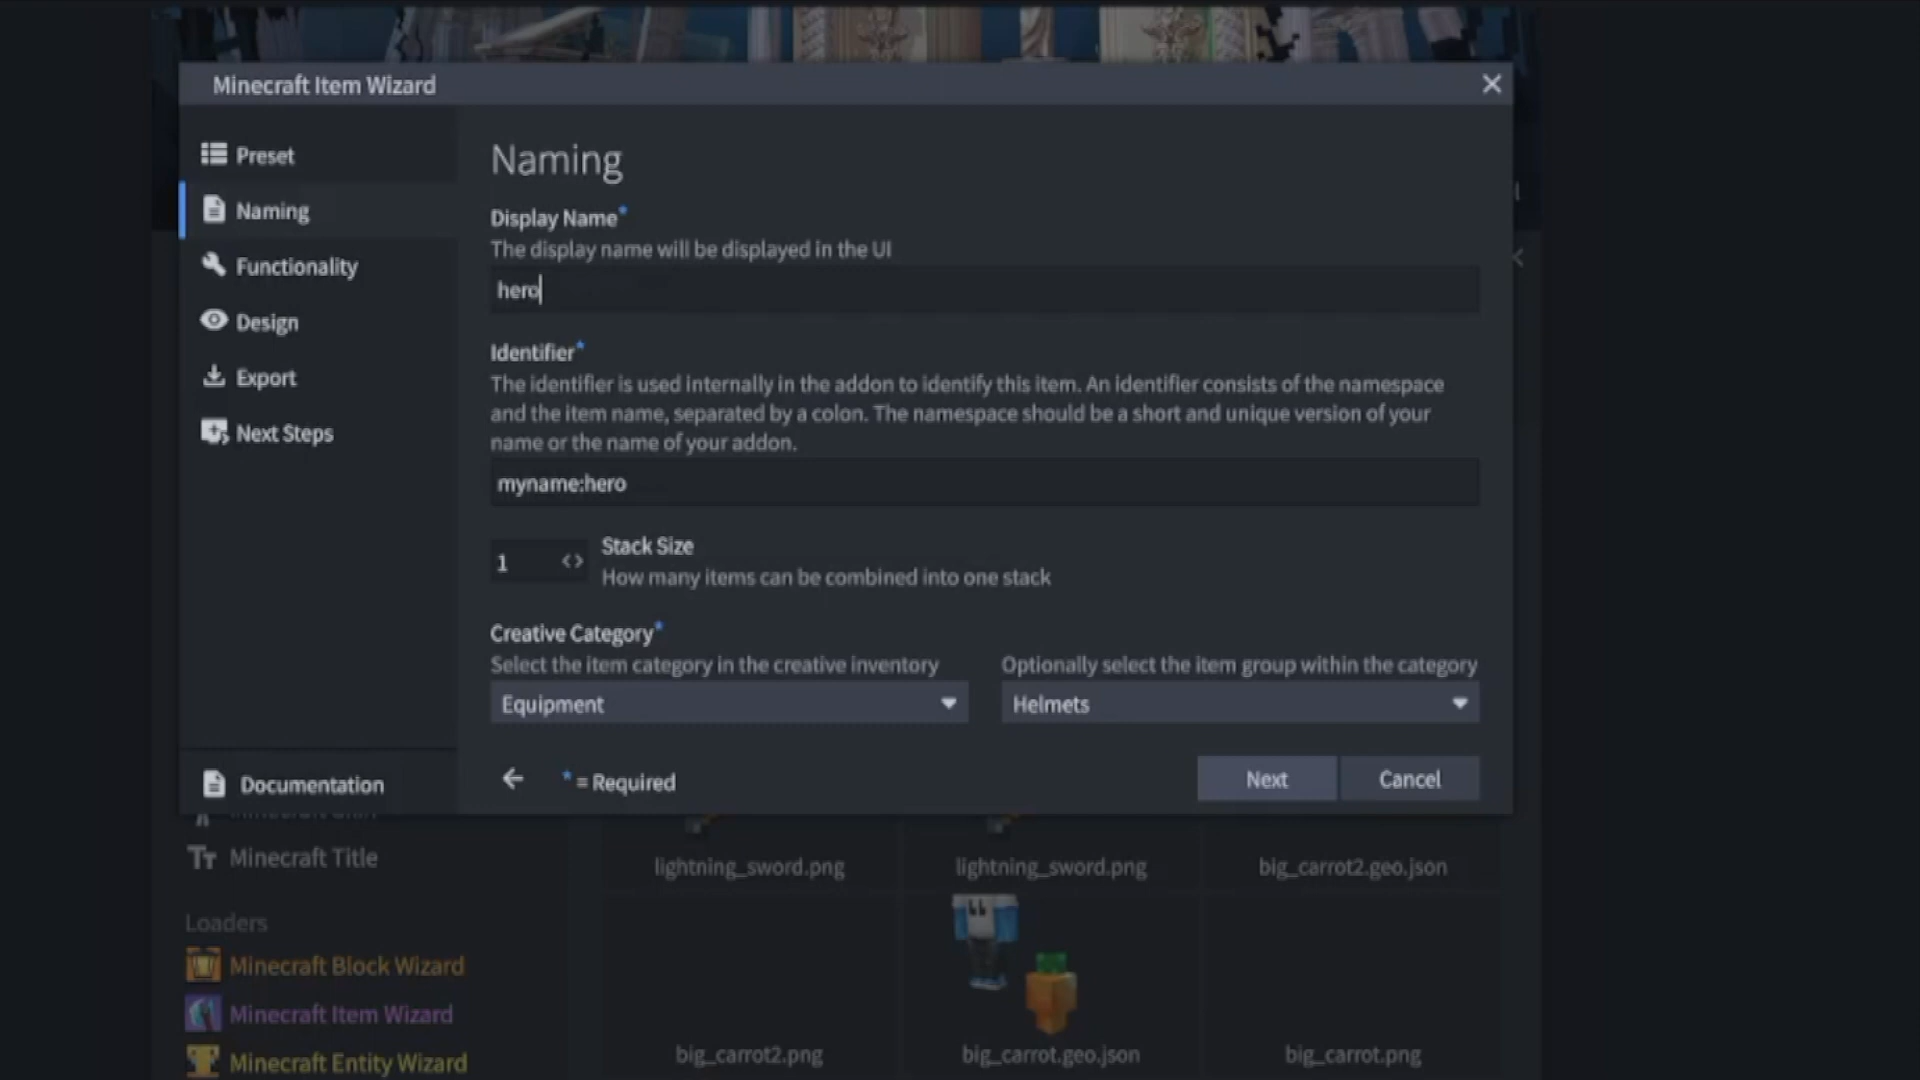 Minecraft Item Wizard
Preset
Naming
Functionality
Design
Export
Next Steps
Documentation
Naming
Display Name*
The display name will be displayed in the UI
hero
Identifier*
The identifier is used internally in the addon to identify this item. An identifier consists of the namespace
and the item name, separated by a colon. The namespace should be a short and unique version of your
name or the name of your addon.
myname:hero
1
Stack Size
How many items can be combined into one stack
Creative Category*
Select the item category in the creative inventory
Optionally select the item group within the category
Equipment
Helmets
* = Required
Next
Cancel
Minecraft Title
Loaders
Minecraft Block Wizard
Minecraft Item Wizard
Minecraft Entity Wizard
lightning_sword.png
lightning_sword.png
big_carrot2.geo.json
big_carrot2.png
big_carrot.geo.json
big_carrot.png